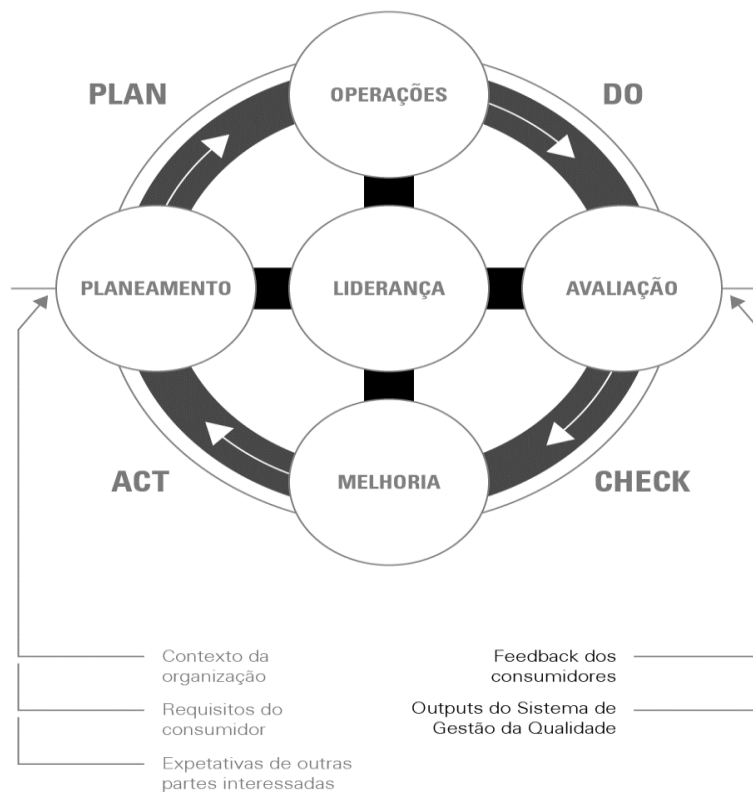 PLAN
OPERAÇÕES
DO
PLANEAMENTO
LIDERANÇA
AVALIAÇÃO
ACT
MELHORIA
CHECK
Contexto da
organização
Requisitos do
consumidor
Expetativas de outras
partes interessadas
Feedback dos
consumidores
Outputs do Sistema de
Gestão da Qualidade